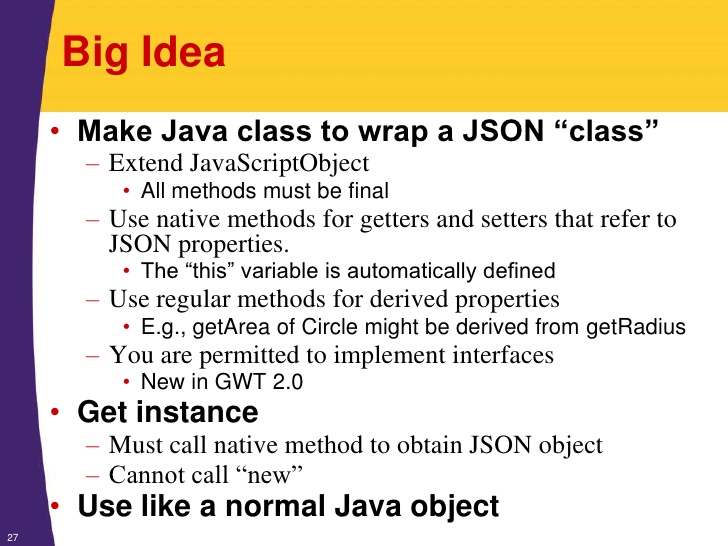 Big Idea
• Make Java class to wrap a JSON “class”
– Extend JavaScriptObject
• All methods must be final
– Use native methods for getters and setters that refer to
JSON properties.
• The “this” variable is automatically defined
– Use regular methods for derived properties
• E.g., getArea of Circle might be derived from getRadius
– You are permitted to implement interfaces
• New in GWT 2.0
• Get instance
– Must call native method to obtain JSON object
– Cannot call “new”
• Use like a normal Java object
27